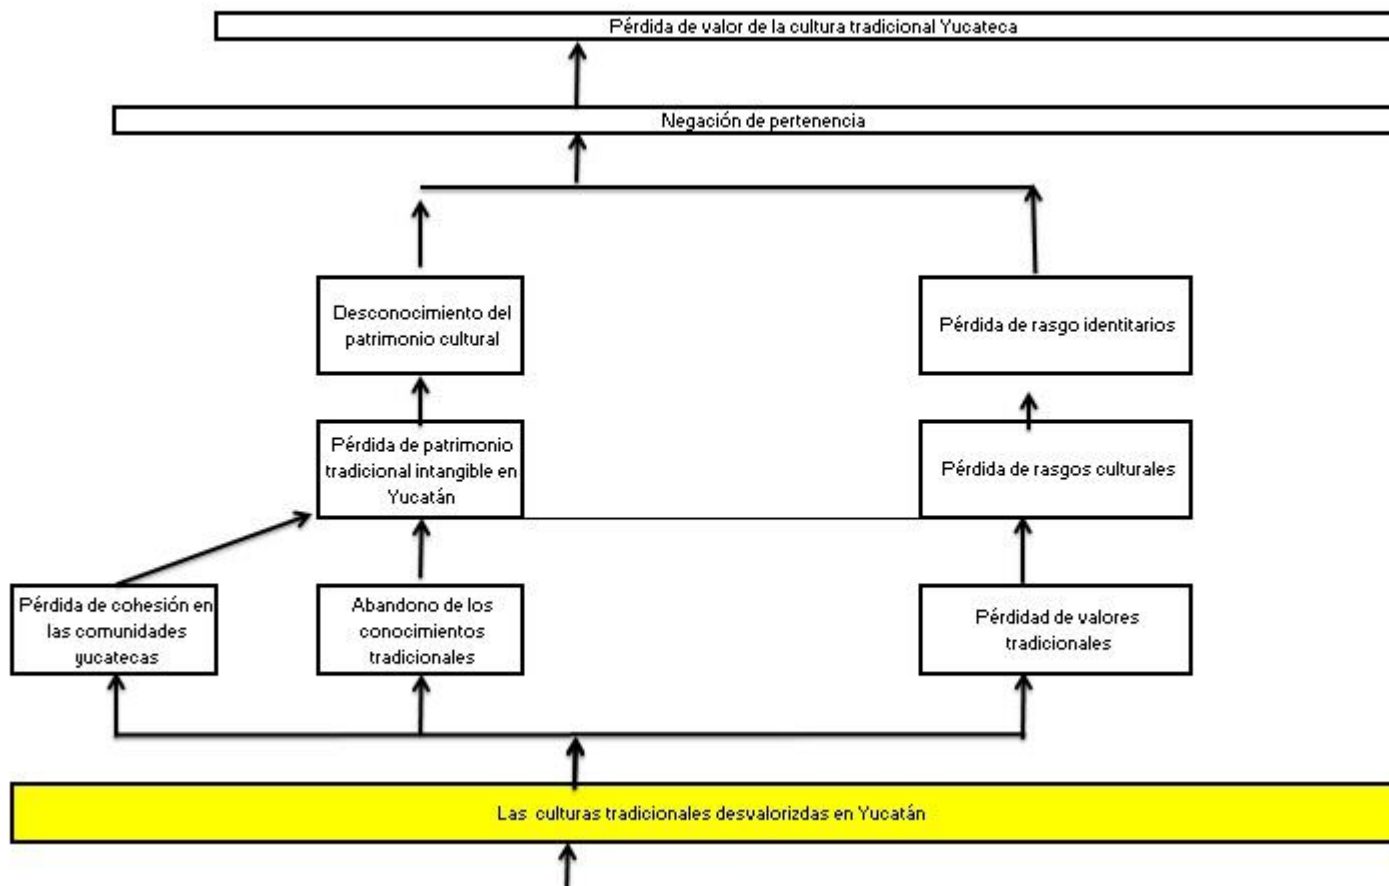 Pérdida de valor de la cultura tradicional Yucateca
Negación de pertenencia
Desconocimiento del
patrimonio cultural
Pérdida de rasgo identitarios
Pérdida de patrimonio
tradicional intangible en
Yucatán
Pérdida de rasgos culturales
Pérdida de cohesión en
las comunidades
yucatecas
Abandono de los
conocimientos
tradicionales
Pérdidad de valores
tradicionales
Las culturas tradicionales desvalorizdas en Yucatán